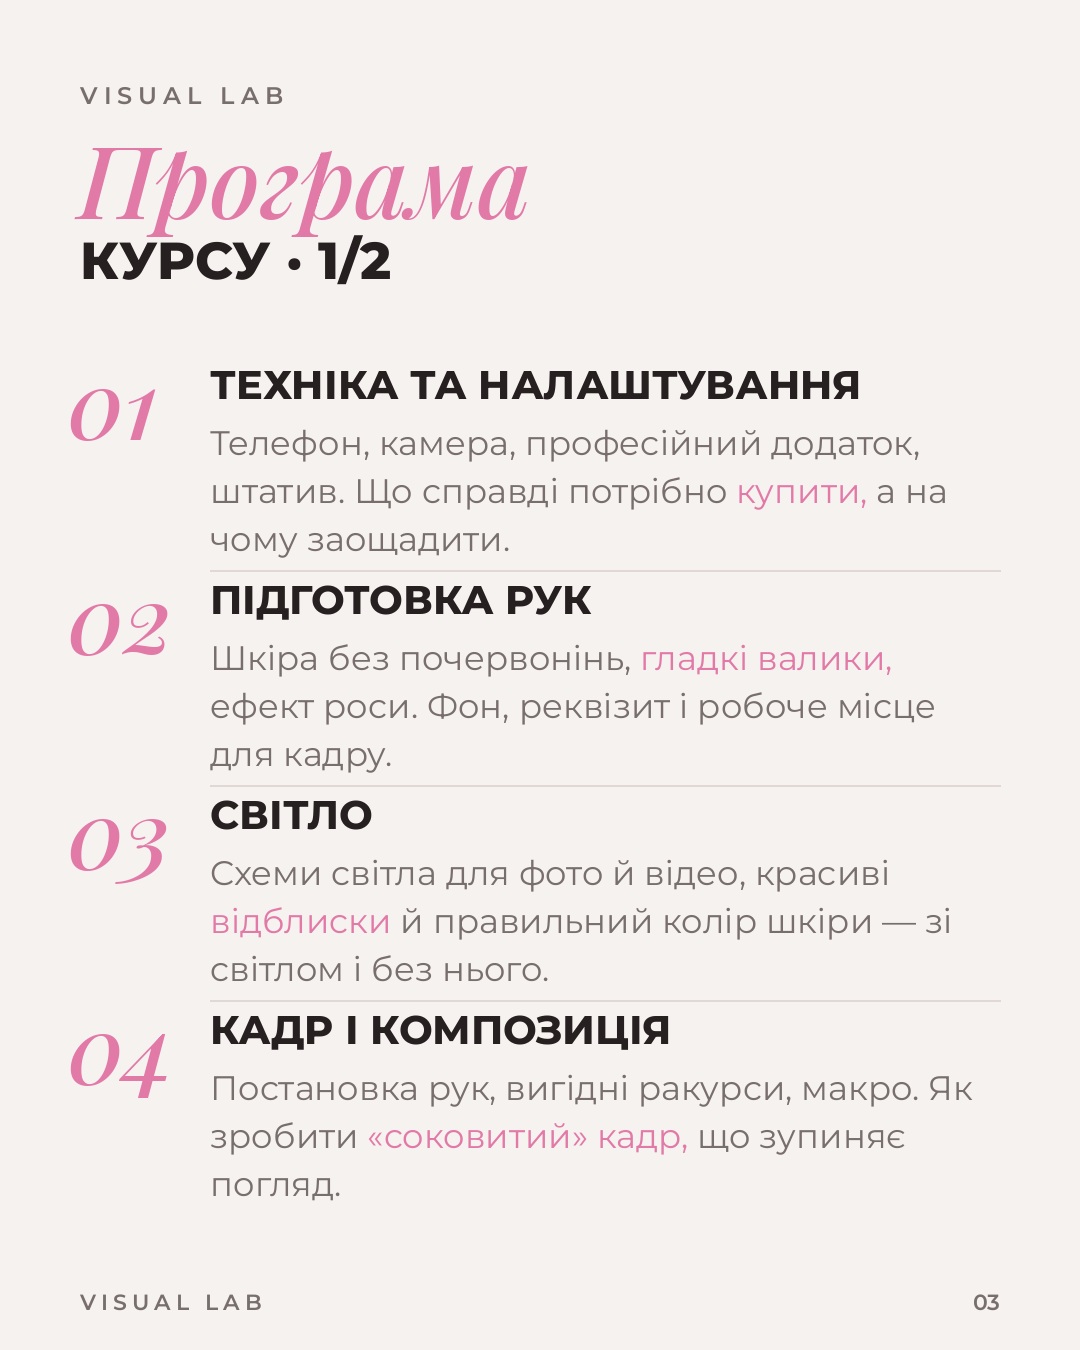 VISUAL LAB
Програма
КУРСУ · 1/2
01
ТЕХНІКА ТА НАЛАШТУВАННЯ
Телефон, камера, професійний додаток,
штатив. Що справді потрібно купити, а на
чому заощадити.
02
ПІДГОТОВКА РУК
Шкіра без почервонінь, гладкі валики,
ефект роси. Фон, реквізит і робоче місце
для кадру.
03
СВІТЛО
Схеми світла для фото й відео, красиві
відблиски й правильний колір шкіри — зі
світлом і без нього.
04
КАДР І КОМПОЗИЦІЯ
Постановка рук, вигідні ракурси, макро. Як
зробити «соковитий» кадр, що зупиняє
погляд.
VISUAL LAB
03